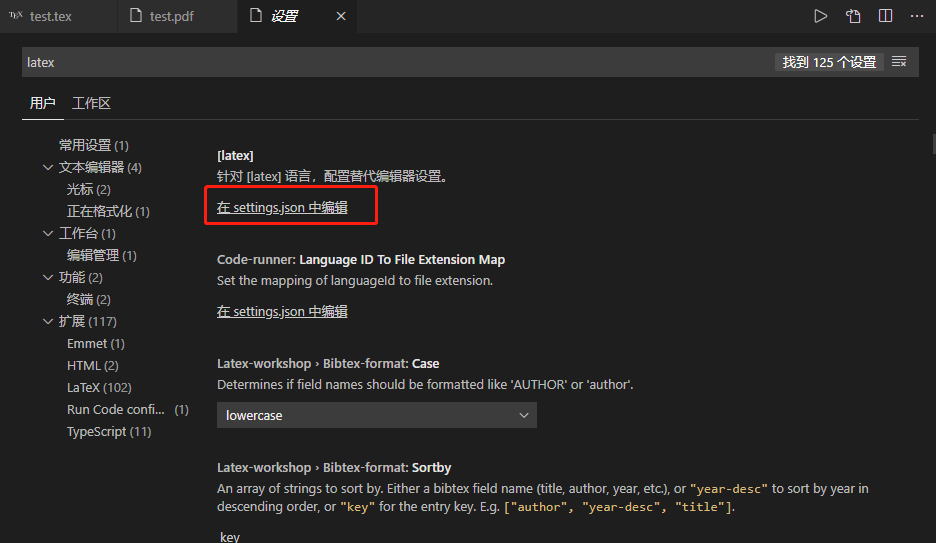 TEX test.tex test.pdf 设置
latex 找到 125 个设置
用户 工作区
常用设置 (1)
文本编辑器 (4)
光标 (2)
正在格式化 (1)
工作台 (1)
编辑管理 (1)
功能 (2)
终端 (2)
扩展 (117)
Emmet (1)
HTML (2)
LaTeX (102)
Run Code confi... (1)
TypeScript (11)
[latex]
针对 [latex] 语言，配置替代编辑器设置。
在 settings.json 中编辑
Code-runner: Language ID To File Extension Map
Set the mapping of languageId to file extension.
在 settings.json 中编辑
Latex-workshop › Bibtex-format: Case
Determines if field names should be formatted like 'AUTHOR' or 'author'.
lowercase
Latex-workshop › Bibtex-format: Sortby
An array of strings to sort by. Either a bibtex field name (title, author, year, etc.), or "year-desc" to sort by year in
descending order, or "key" for the entry key. E.g. ["author", "year-desc", "title"].
key